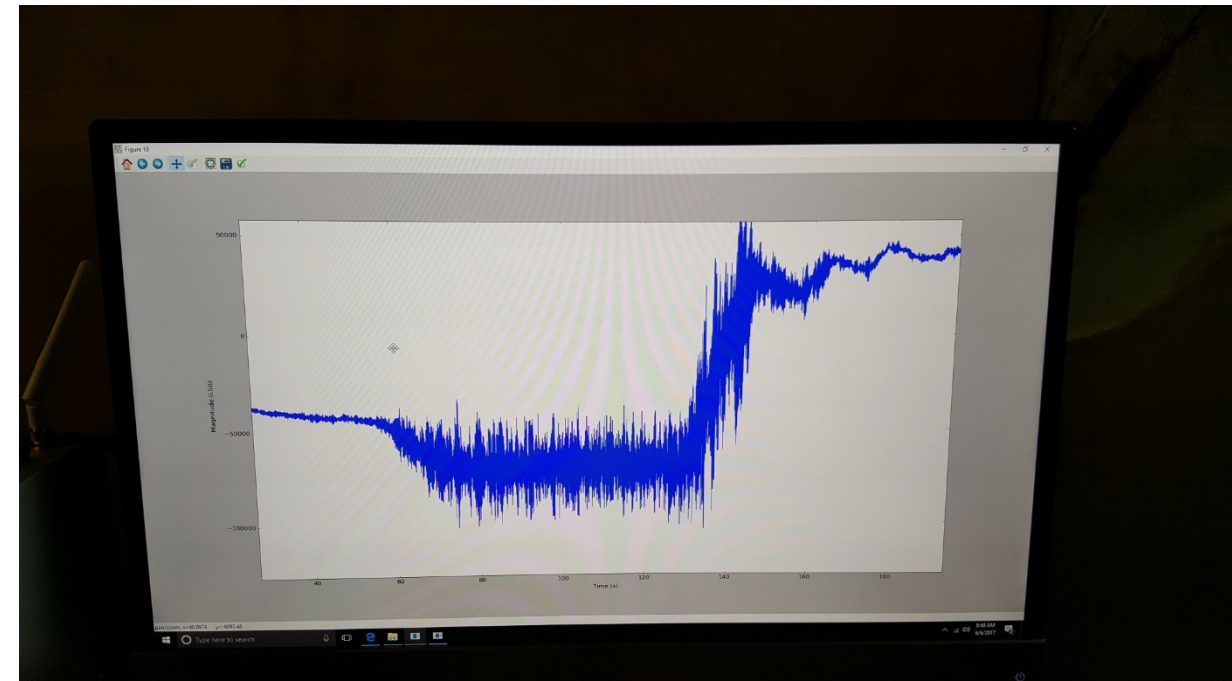 Figure 10
50000
0
Magnitude (LSB)
−50000
−100000
40 60 80 100 120 140 160 180
Time (s)
Type here to search
8:48 AM
6/6/2017